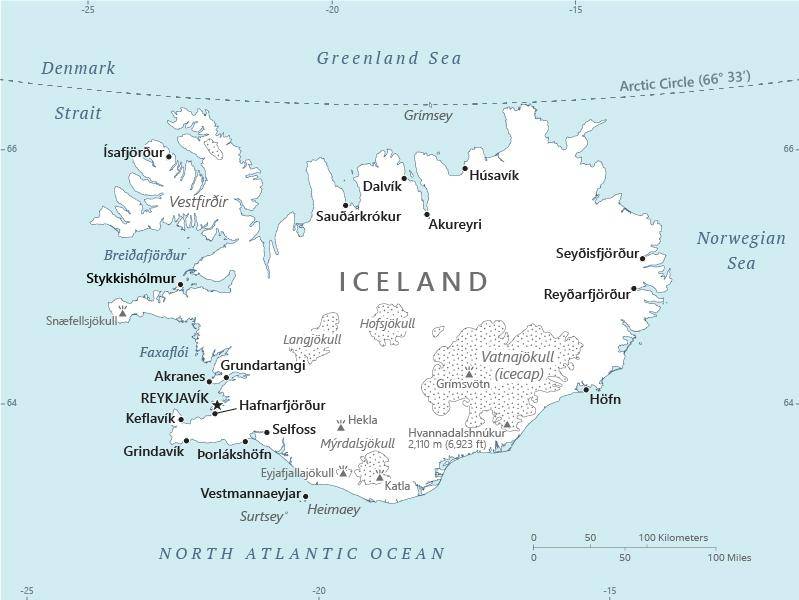 -25
-20
-15
Greenland Sea
Denmark
Strait
Arctic Circle (66° 33’)
Grímsey
66
66
Ísafjörður
Húsavík
Dalvík
Vestfirðir
Sauðárkrókur
Akureyri
Norwegian
Sea
Breiðafjörður
Seyðisfjörður
Stykkishólmur
ICELAND
Reyðarfjörður
Snæfellsjökull
Hofsjökull
Langjökull
Faxaflói
Vatnajökull
(icecap)
Grundartangi
Akranes
Grímsvötn
REYKJAVÍK
Hafnarfjörður
Höfn
64
64
Keflavík
Hekla
Selfoss
Hvannadalshnúkur
2,110 m (6,923 ft)
Mýrdalsjökull
Grindavík
Þorlákshöfn
Eyjafjallajökull
Katla
Vestmannaeyjar
Heimaey
Surtsey
0 50 100 Kilometers
0 50 100 Miles
NORTH ATLANTIC OCEAN
-25
-20
-15